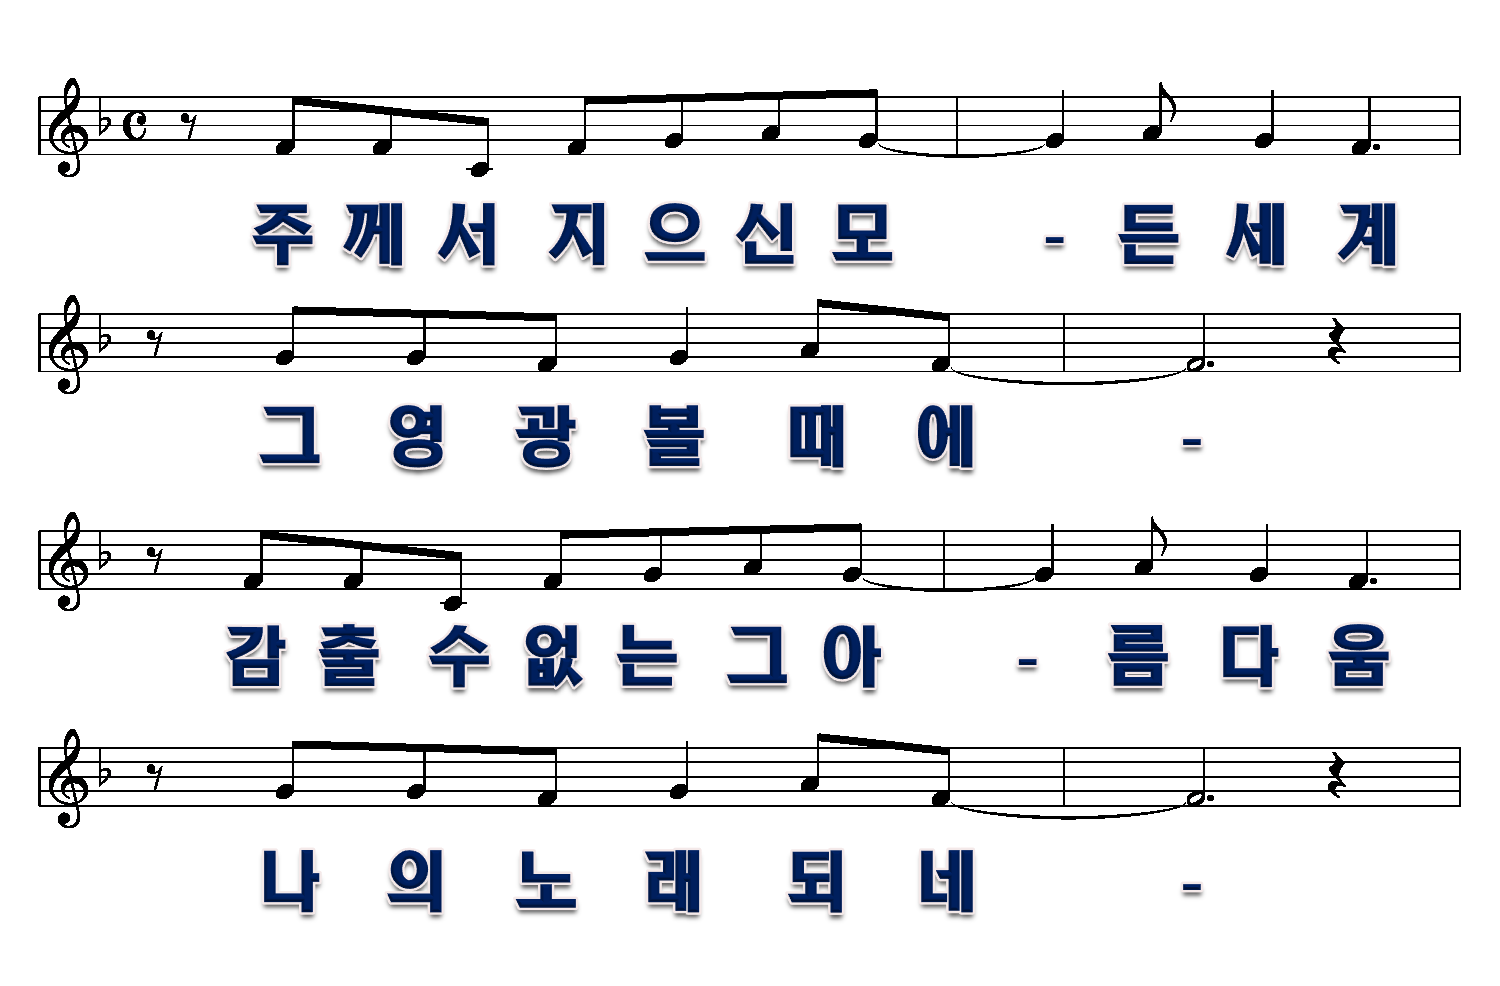 주 께 서 지 으 신 모 - 든 세 계
그 영 광 볼 때 에 -
감 출 수 없 는 그 아 - 름 다 움
나 의 노 래 되 네 -